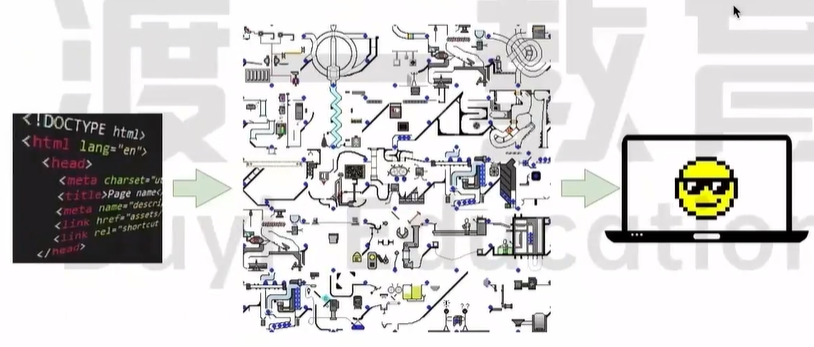 渡 教育
<!DOCTYPE html>
<html lang="en">
<head>
<meta charset="ut
<title>Page name<
<meta name="descri
<link href="assets/
<link rel="shortcut
</head>
Duyi Education